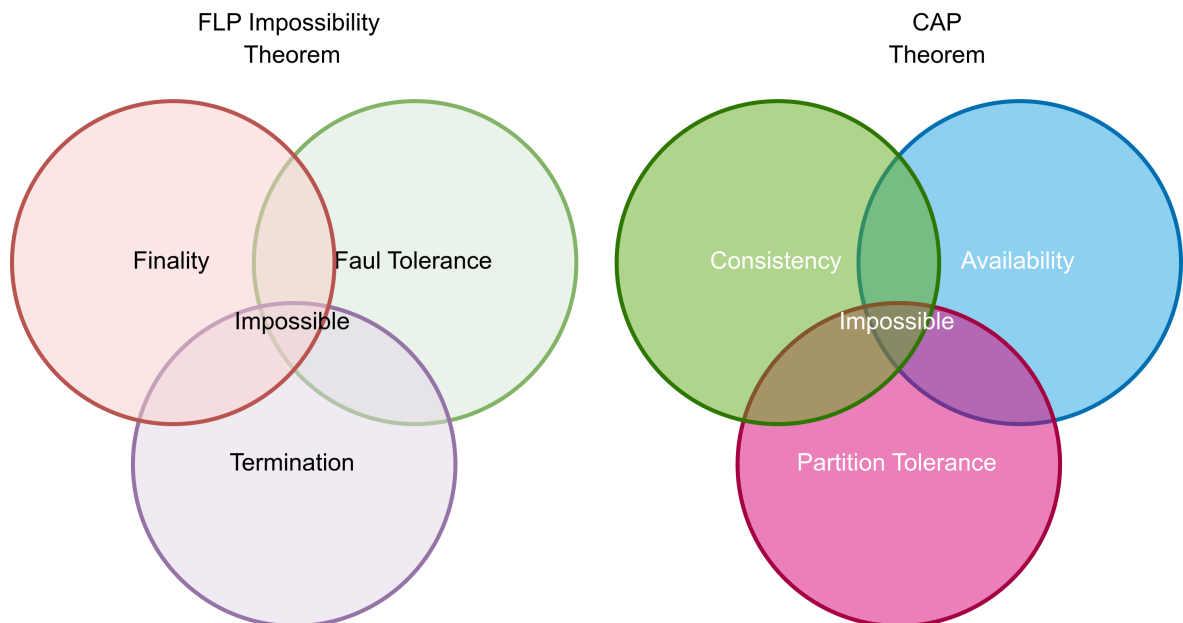 FLP Impossibility
Theorem
Finality
Faul Tolerance
Impossible
Termination
CAP
Theorem
Consistency
Availability
Impossible
Partition Tolerance